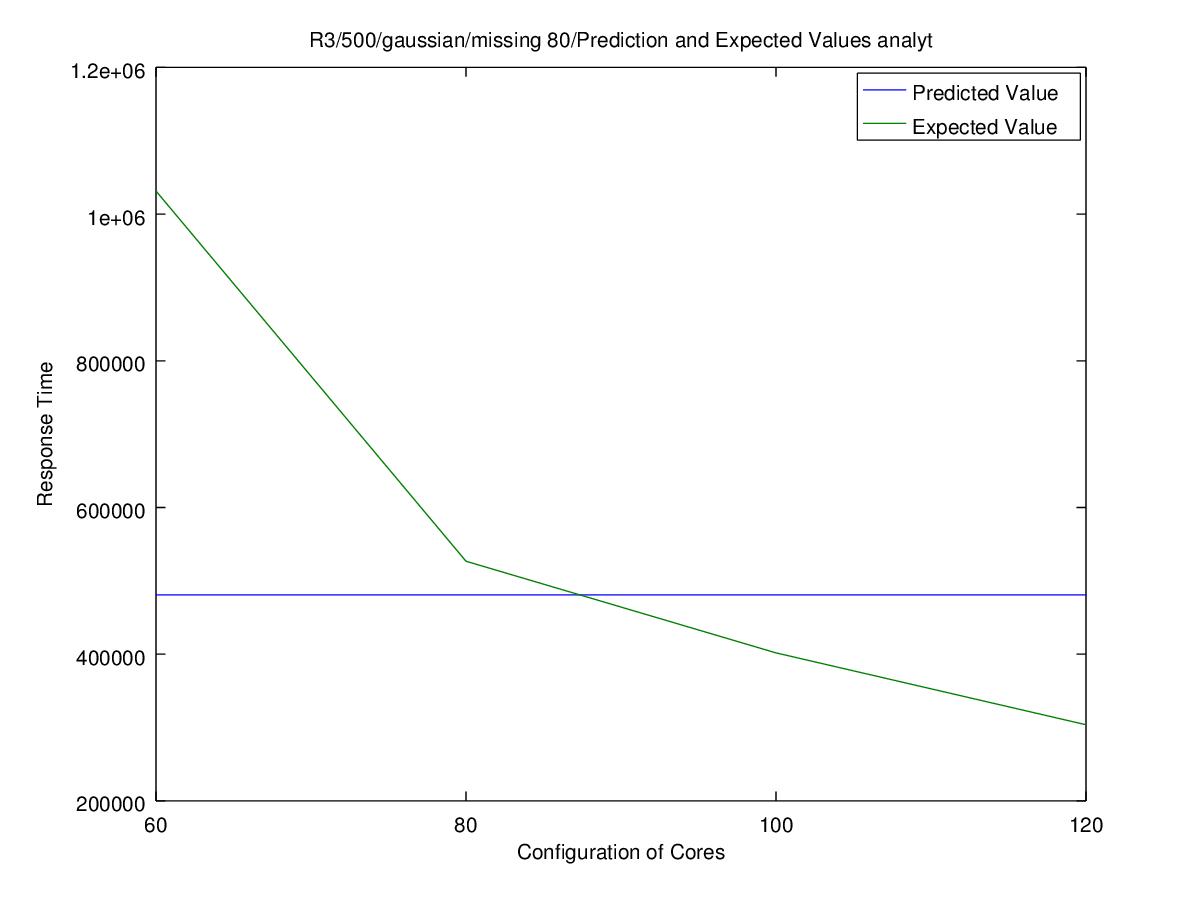 R3/500/gaussian/missing 80/Prediction and Expected Values analyt
1.2e+06
1e+06
800000
600000
400000
200000
Response Time
Predicted Value
Expected Value
60 80 100 120
Configuration of Cores